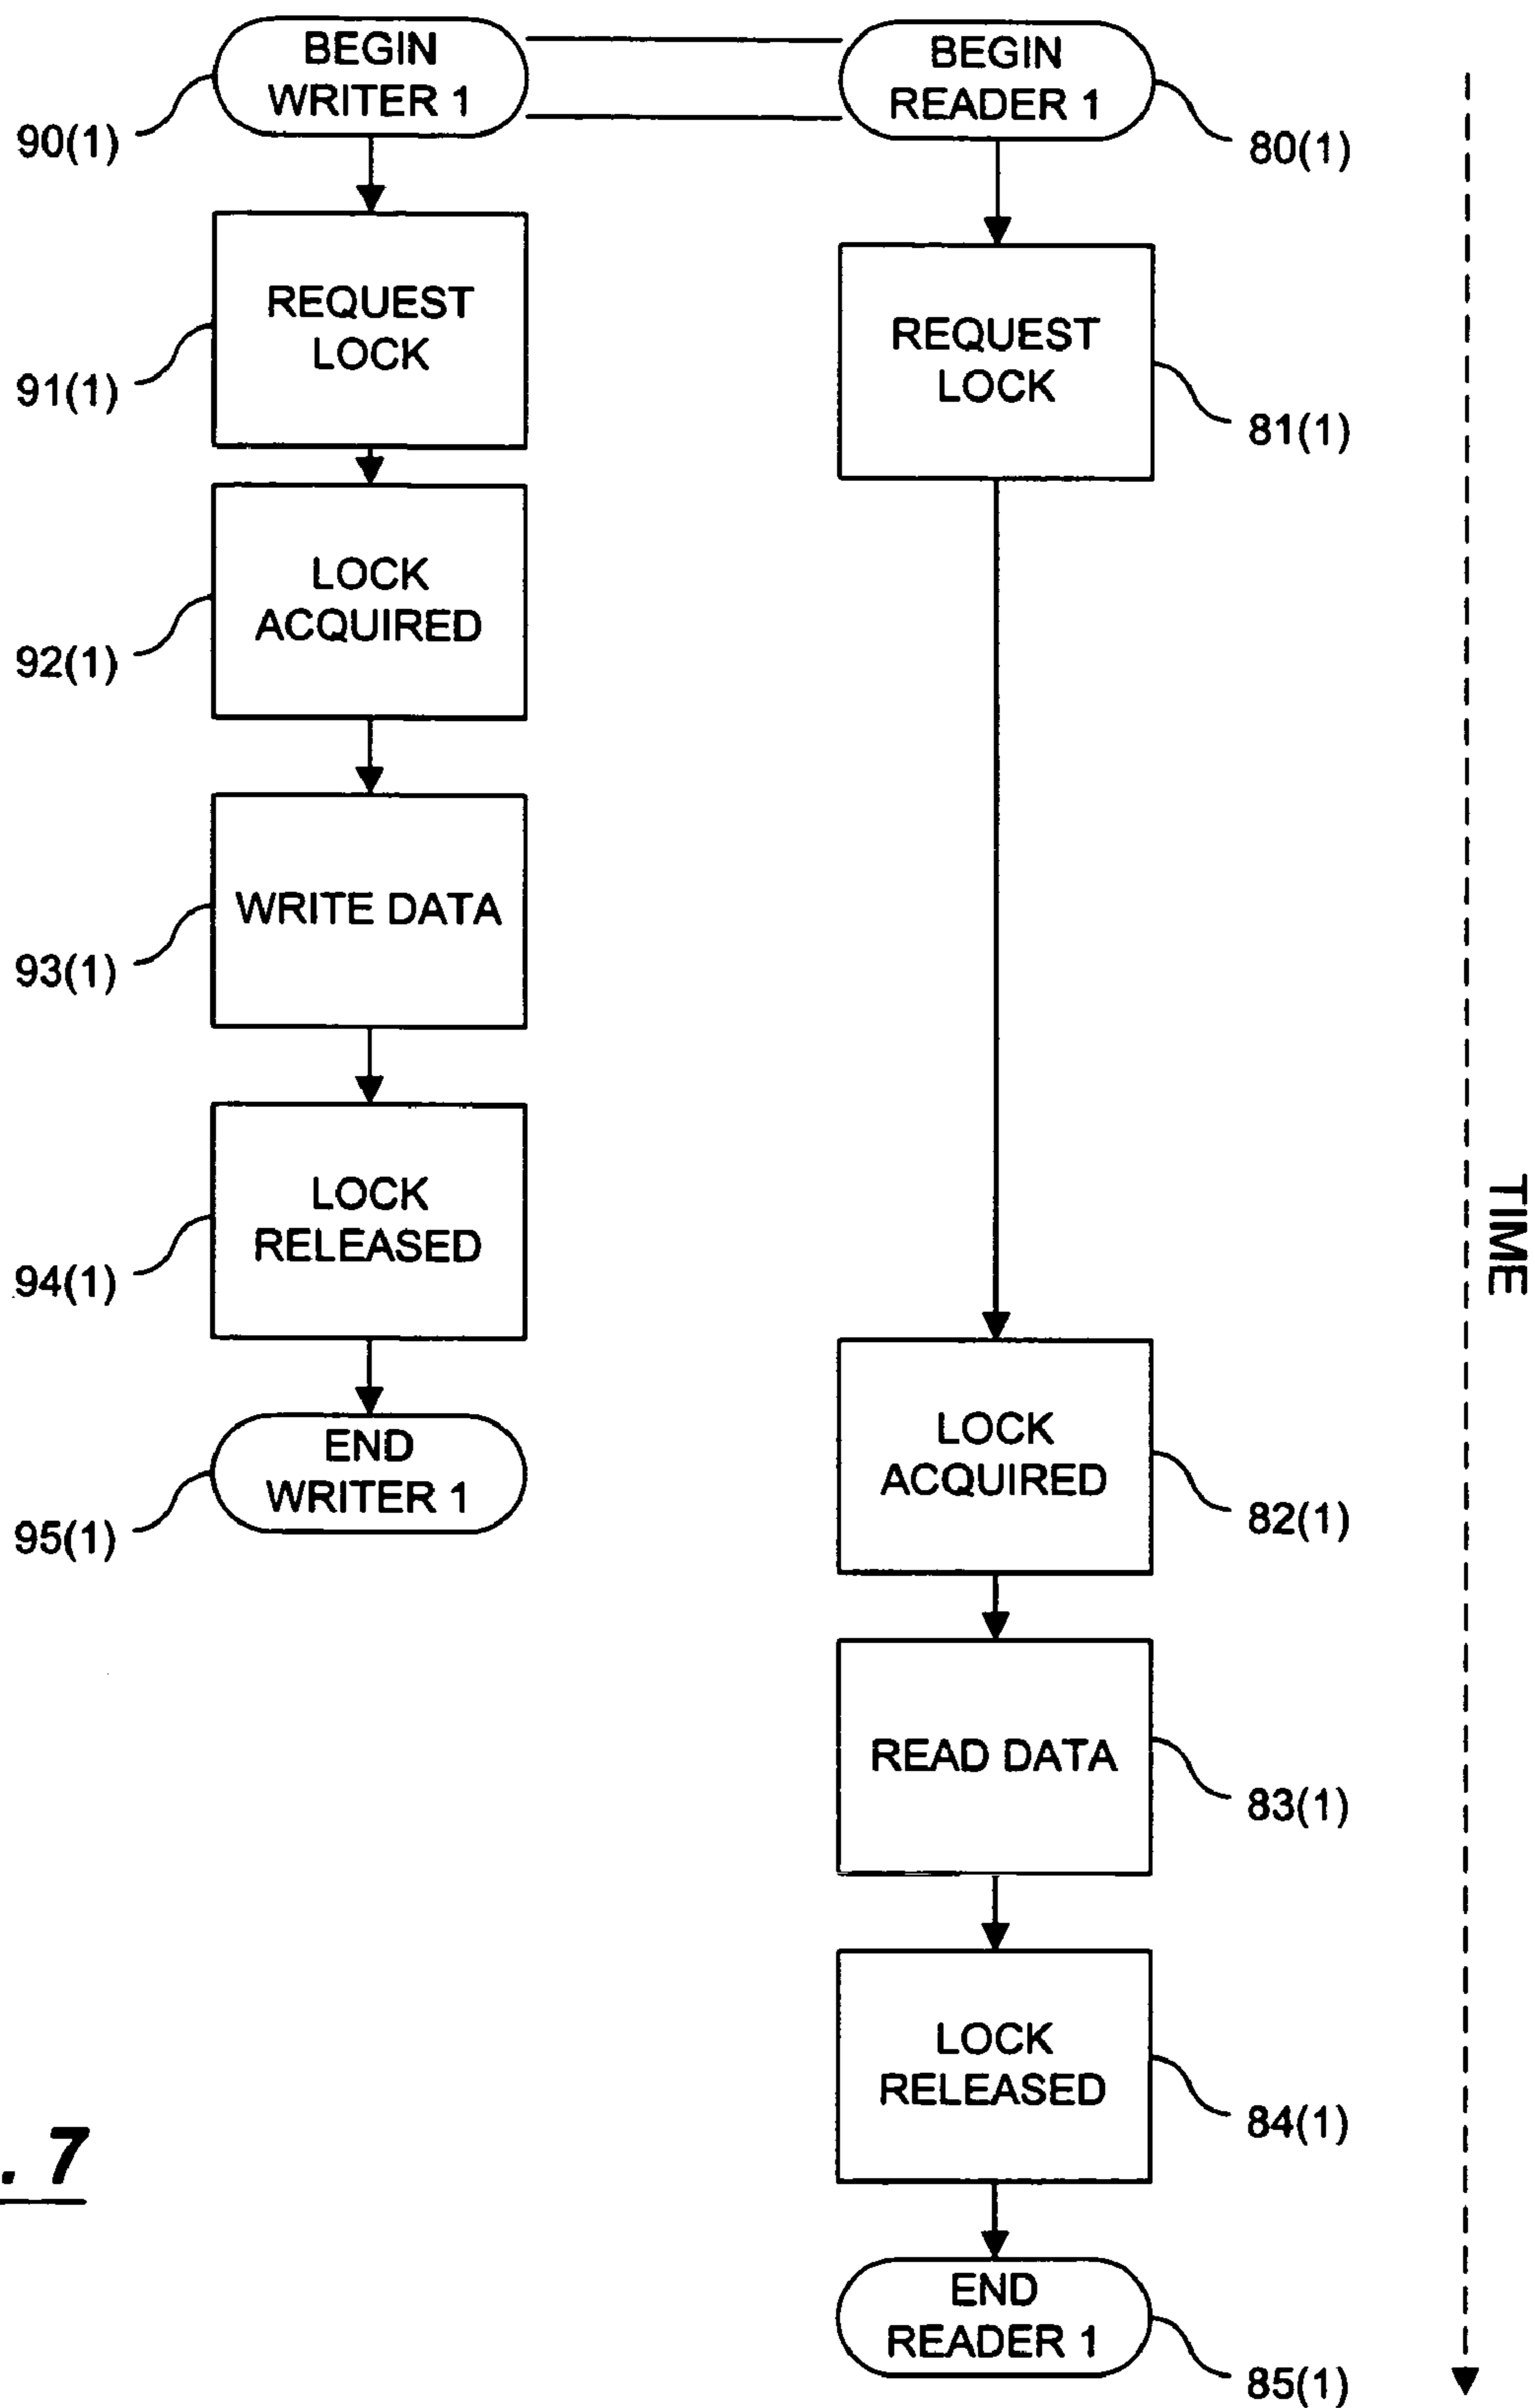 BEGIN
WRITER 1
90(1)
REQUEST
LOCK
91(1)
LOCK
ACQUIRED
92(1)
WRITE DATA
93(1)
LOCK
RELEASED
94(1)
END
WRITER 1
95(1)
BEGIN
READER 1
80(1)
REQUEST
LOCK
81(1)
LOCK
ACQUIRED
82(1)
READ DATA
83(1)
LOCK
RELEASED
84(1)
END
READER 1
85(1)
TIME
. 7